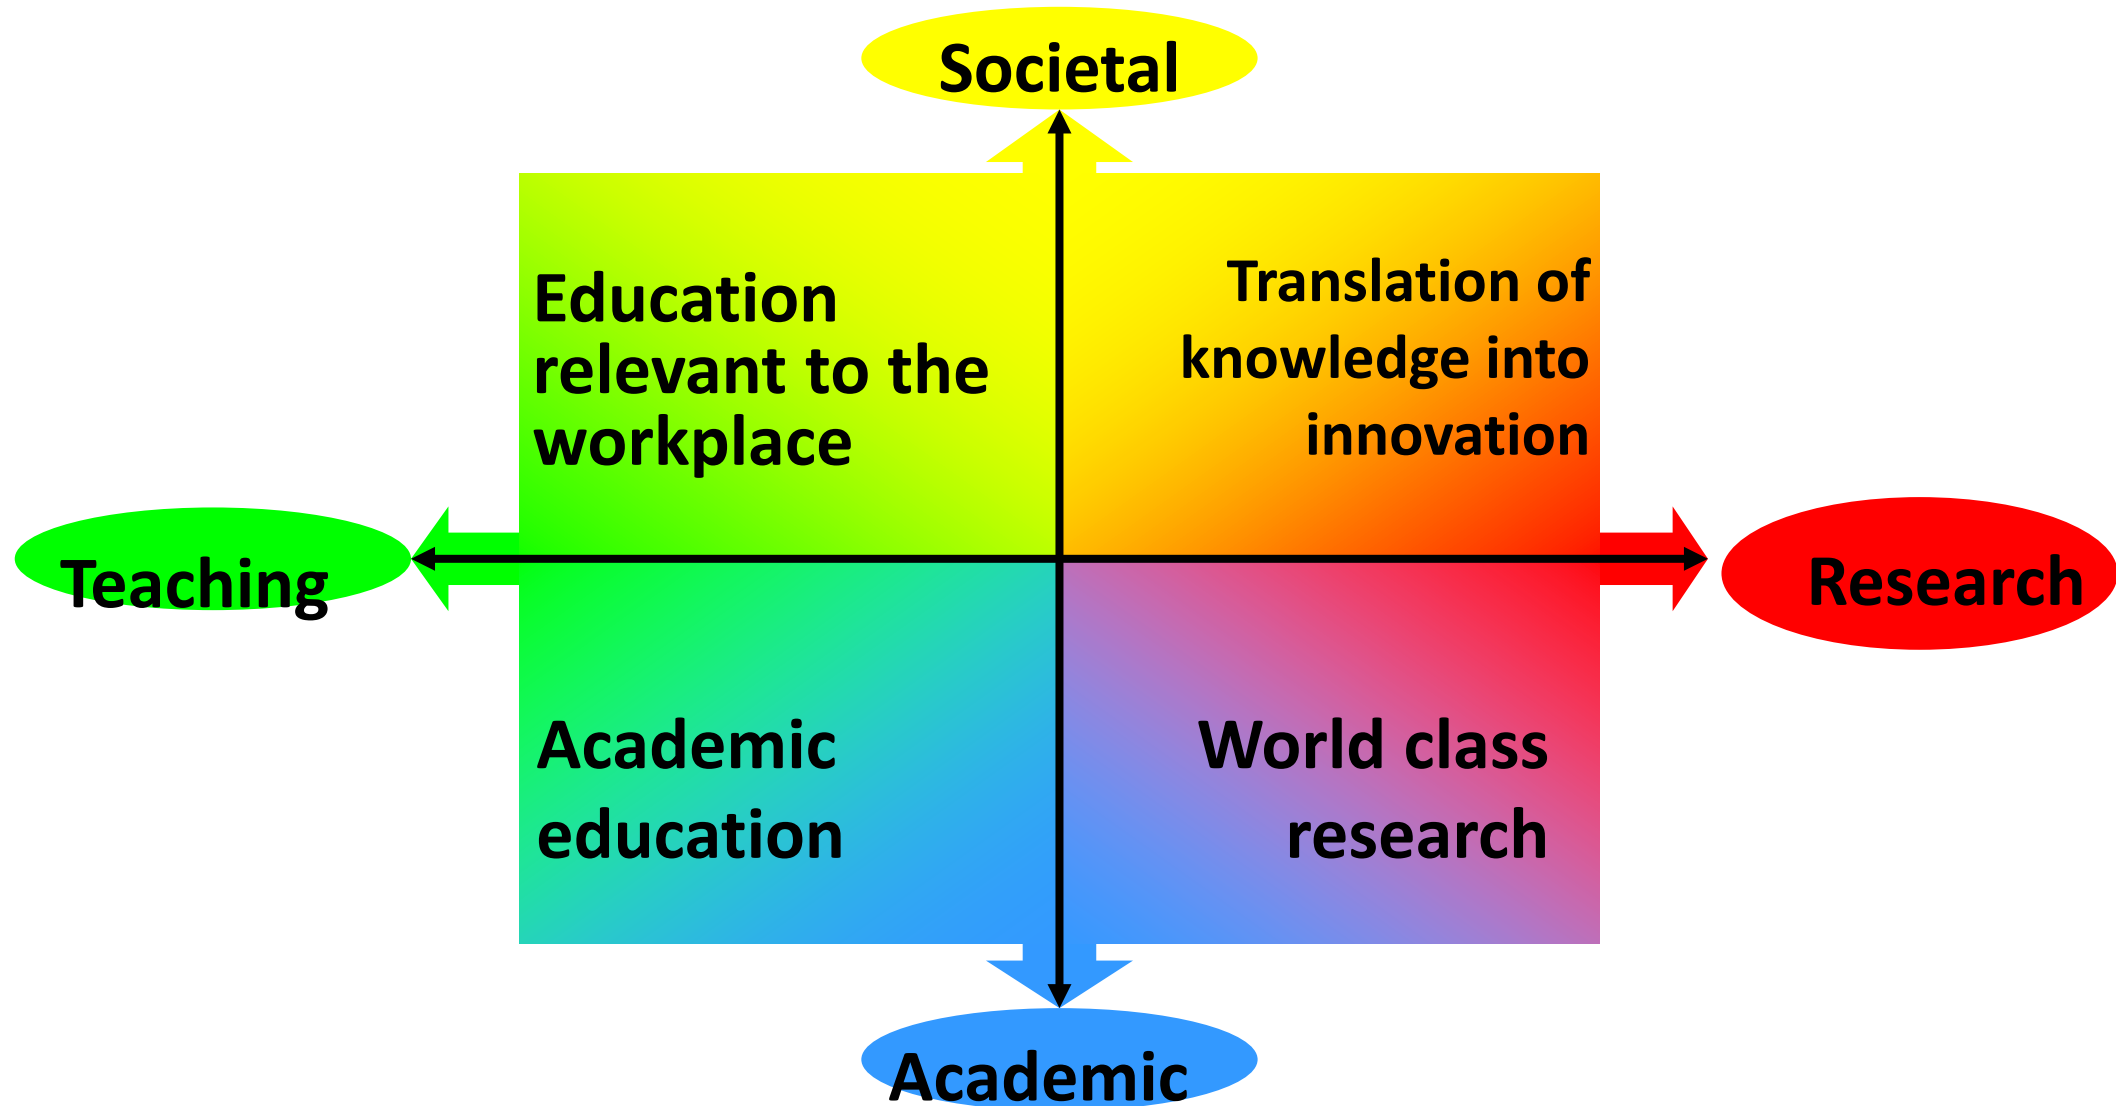 Societal
Education
relevant to the
workplace
Translation of
knowledge into
innovation
Teaching
Research
Academic
education
World class
research
Academic